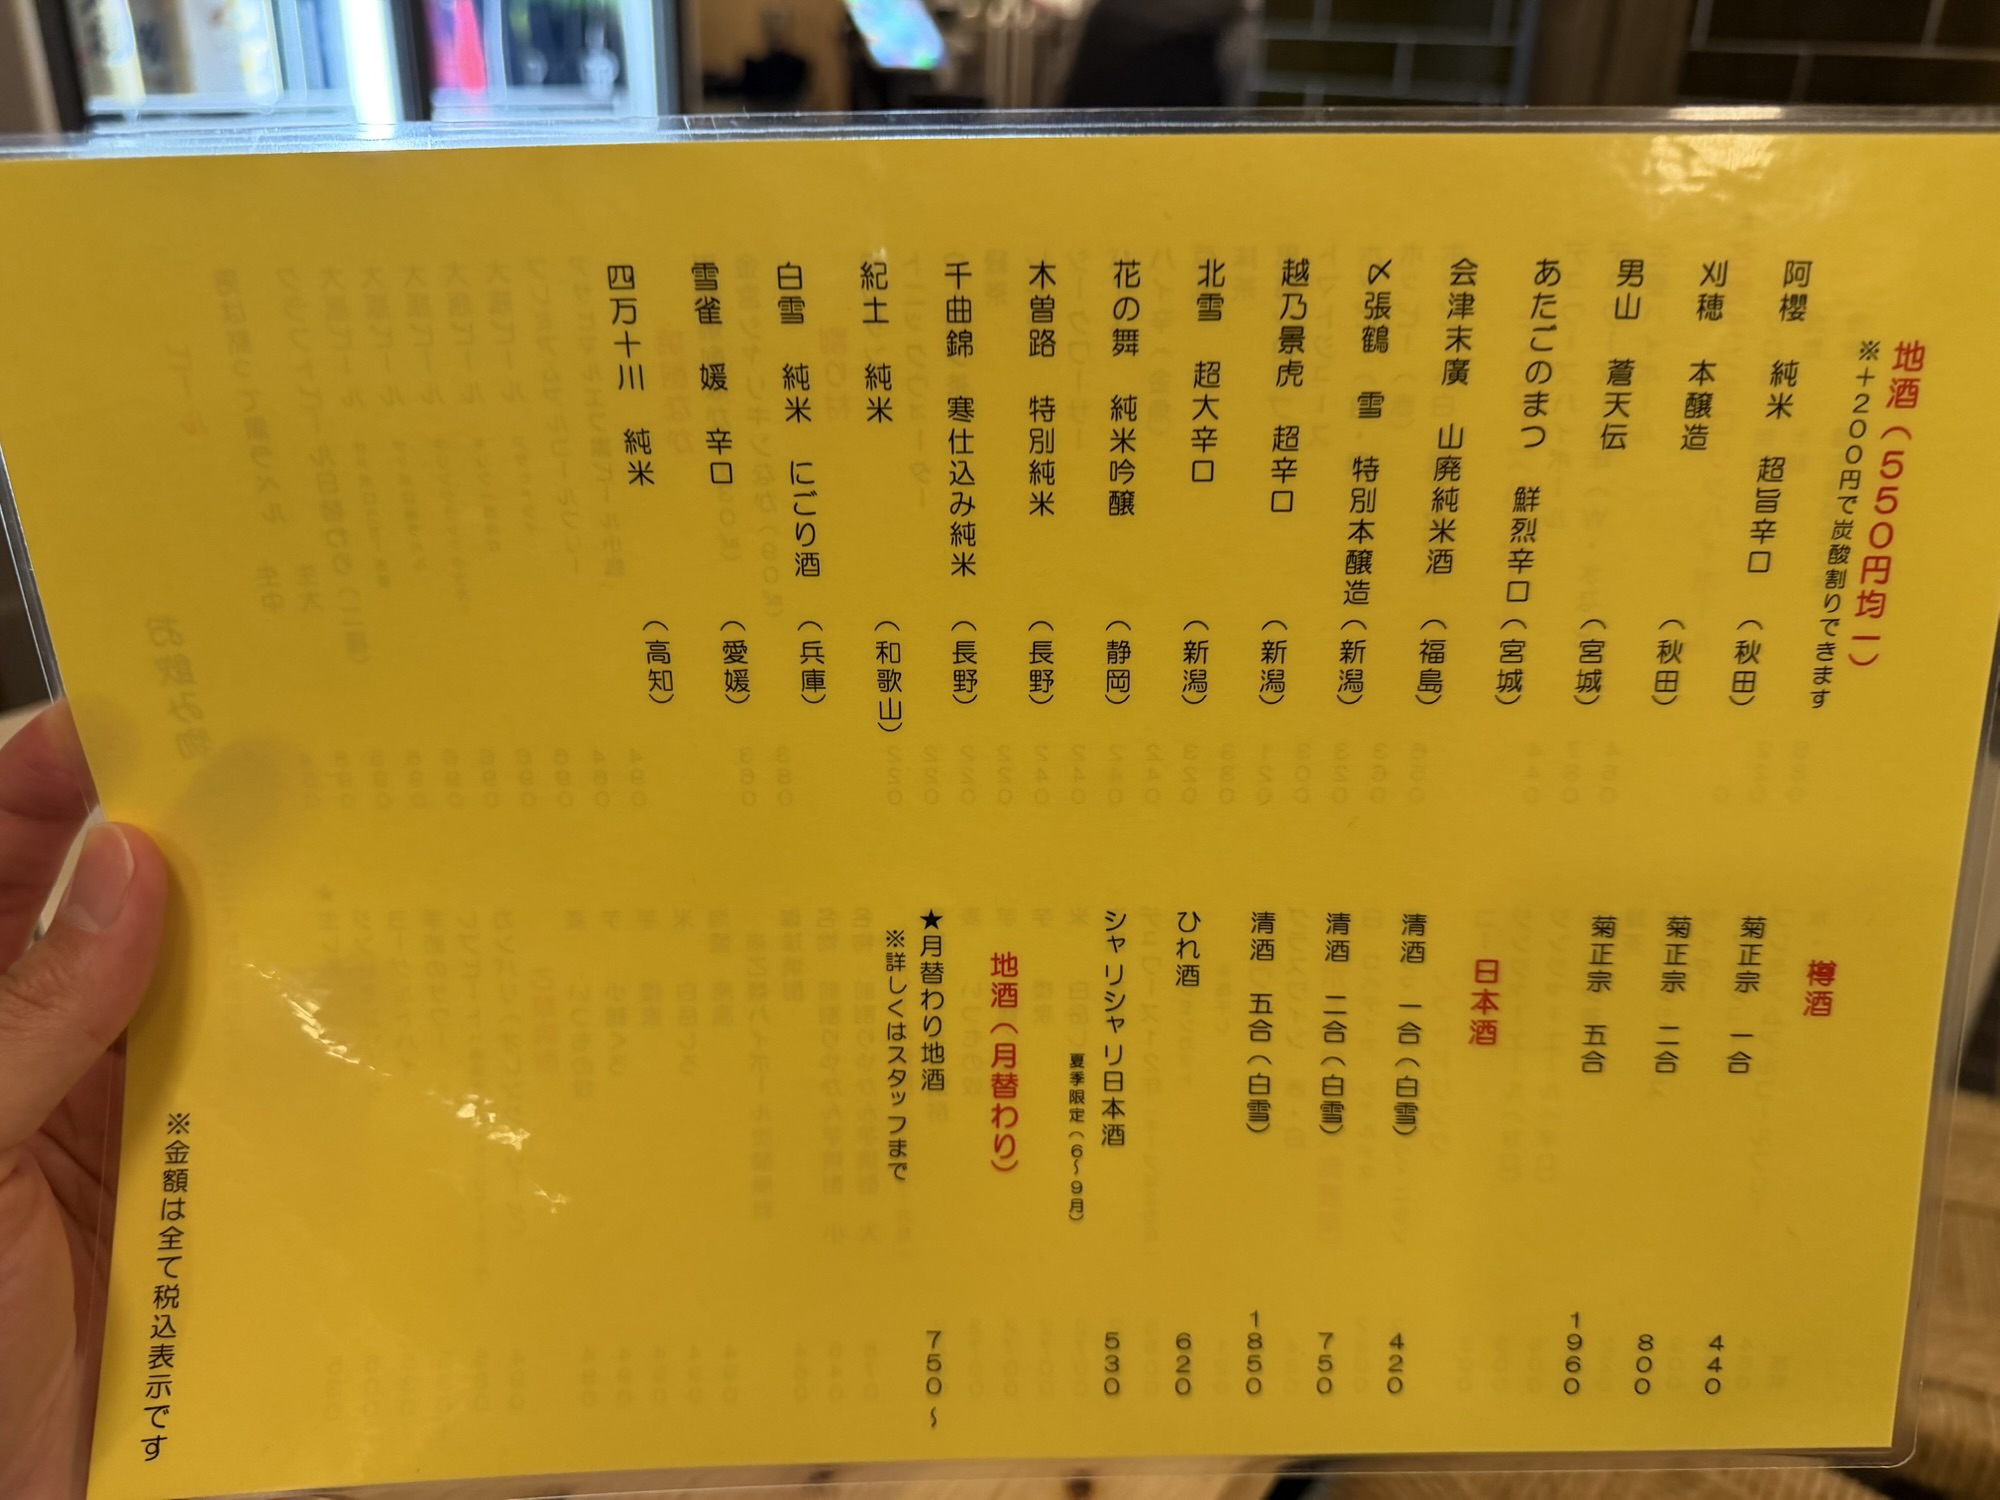 地酒（５５０円均一）
※＋２００円で炭酸割りできます
阿櫻　純米　超旨辛口　（秋田）
刈穂　本醸造　（秋田）
男山　蒼天伝　（宮城）
あたごのまつ　鮮烈辛口　（宮城）
会津末廣　山廃純米酒　（福島）
〆張鶴　雪　特別本醸造　（新潟）
越乃景虎　超辛口　（新潟）
北雪　超大辛口　（新潟）
花の舞　純米吟醸　（静岡）
木曽路　特別純米　（長野）
千曲錦　寒仕込み純米　（長野）
紀土　純米　（和歌山）
白雪　純米　にごり酒　（兵庫）
雪雀　媛　辛口　（愛媛）
四万十川　純米　（高知）
樽酒
菊正宗　一合　４４０
菊正宗　二合　８００
菊正宗　五合　１９６０
日本酒
清酒　一合（白雪）　４２０
清酒　二合（白雪）　７５０
清酒　五合（白雪）　１８５０
ひれ酒　６２０
シャリシャリ日本酒　５３０
夏季限定（６～９月）
地酒（月替わり）
★月替わり地酒　７５０～
※詳しくはスタッフまで
※金額は全て税込表示です